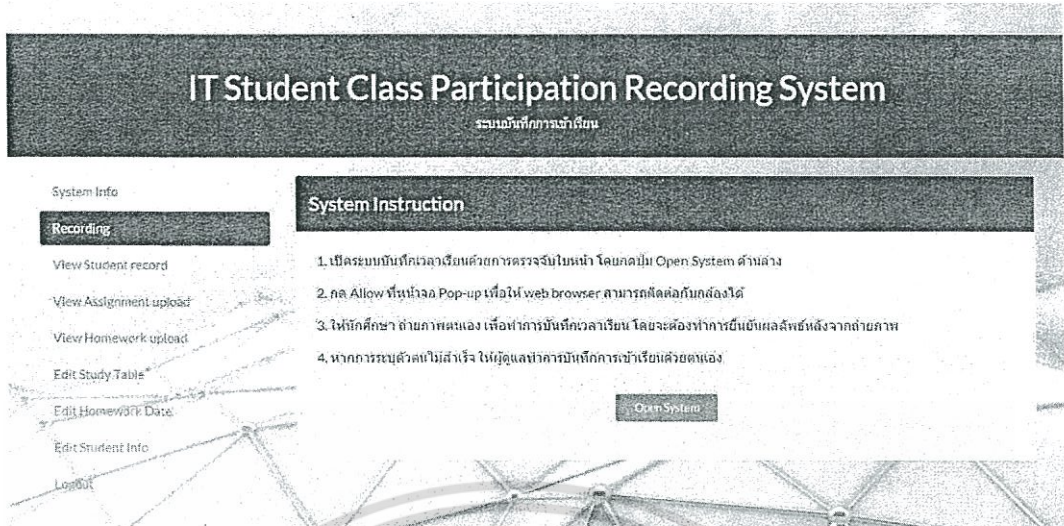 IT Student Class Participation Recording System
ระบบบันทึกการเข้าเรียน
System Info
Recording
View Student record
View Assignment upload
View Homework upload
Edit Study Table
Edit Homework Date
Edit Student Info
Logout
System Instruction
1. เปิดระบบบันทึกเวลาเรียนด้วยการตรวจจับใบหน้า โดยกดปุ่ม Open System ด้านล่าง
2. กด Allow ที่หน้าจอ Pop-up เพื่อให้ web browser สามารถติดต่อกับกล้องได้
3. ให้นักศึกษา ถ่ายภาพตนเอง เพื่อทำการบันทึกเวลาเรียน โดยจะต้องทำการยืนยันผลลัพธ์หลังจากถ่ายภาพ
4. หากการระบุตัวตนไม่สำเร็จ ให้ผู้ดูแลทำการบันทึกการเข้าเรียนด้วยตนเอง
Open System